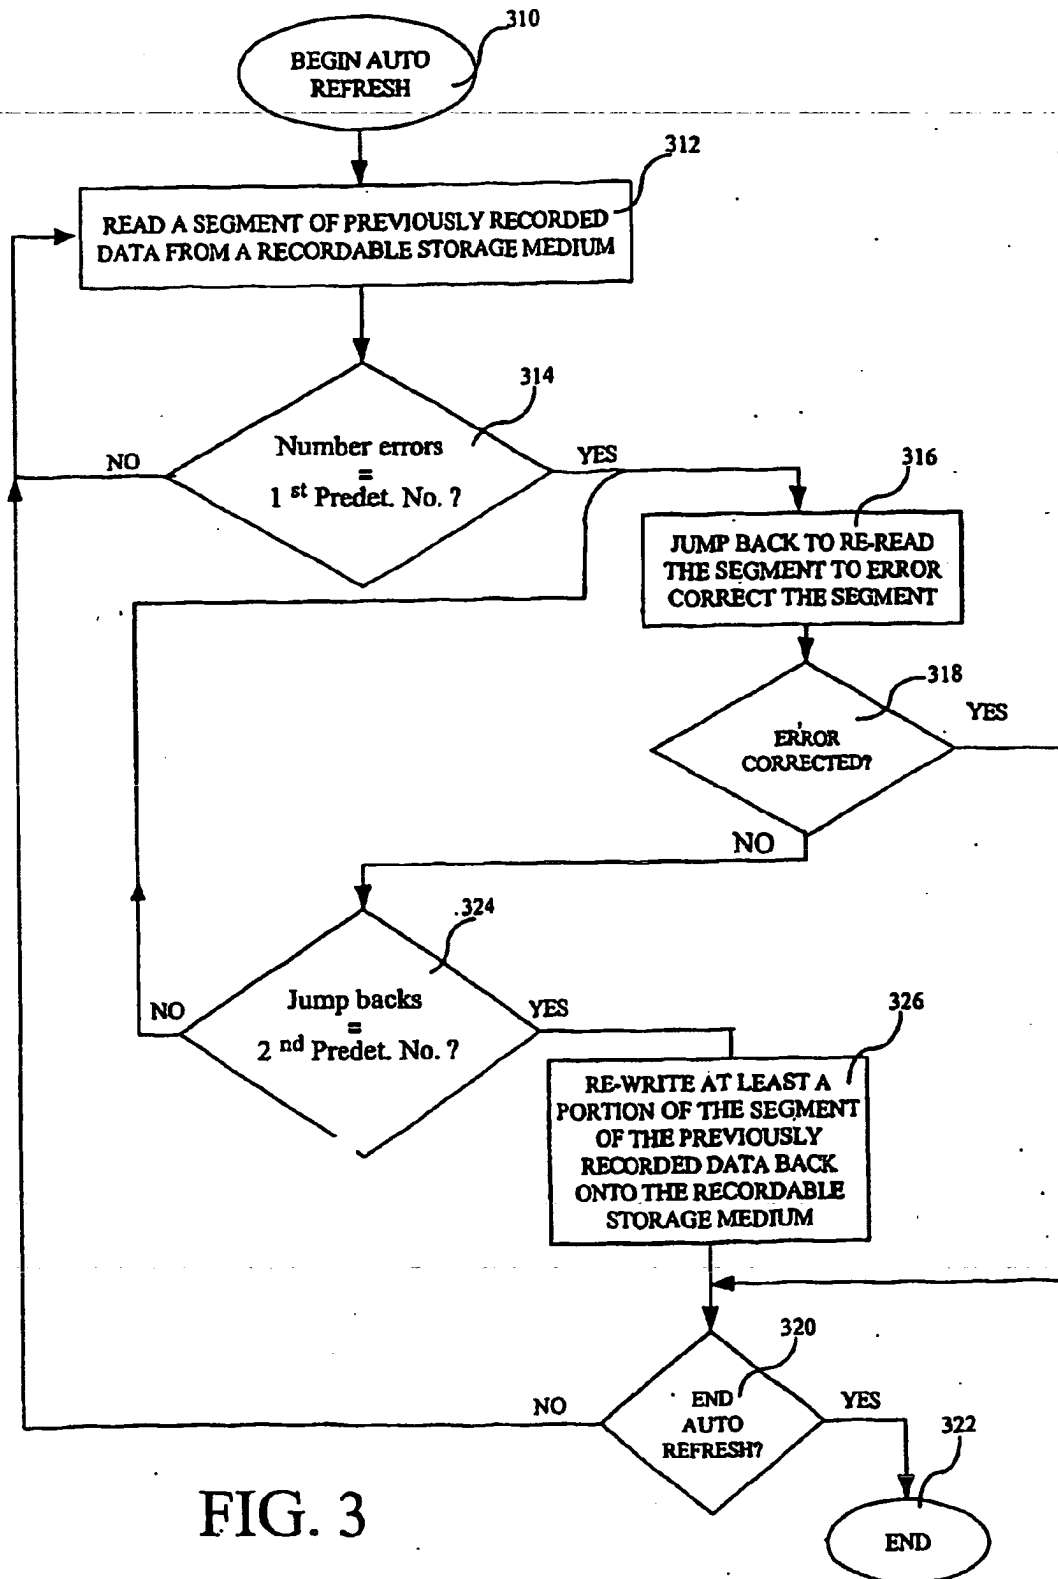 310
BEGIN AUTO
REFRESH
312
READ A SEGMENT OF PREVIOUSLY RECORDED
DATA FROM A RECORDABLE STORAGE MEDIUM
314
Number errors
=
1 st Predet. No. ?
NO
YES
316
JUMP BACK TO RE-READ
THE SEGMENT TO ERROR
CORRECT THE SEGMENT
318
ERROR
CORRECTED?
YES
NO
324
Jump backs
=
2 nd Predet. No. ?
NO
YES
326
RE-WRITE AT LEAST A
PORTION OF THE SEGMENT
OF THE PREVIOUSLY
RECORDED DATA BACK
ONTO THE RECORDABLE
STORAGE MEDIUM
320
END
AUTO
REFRESH?
NO
YES
322
END
FIG. 3